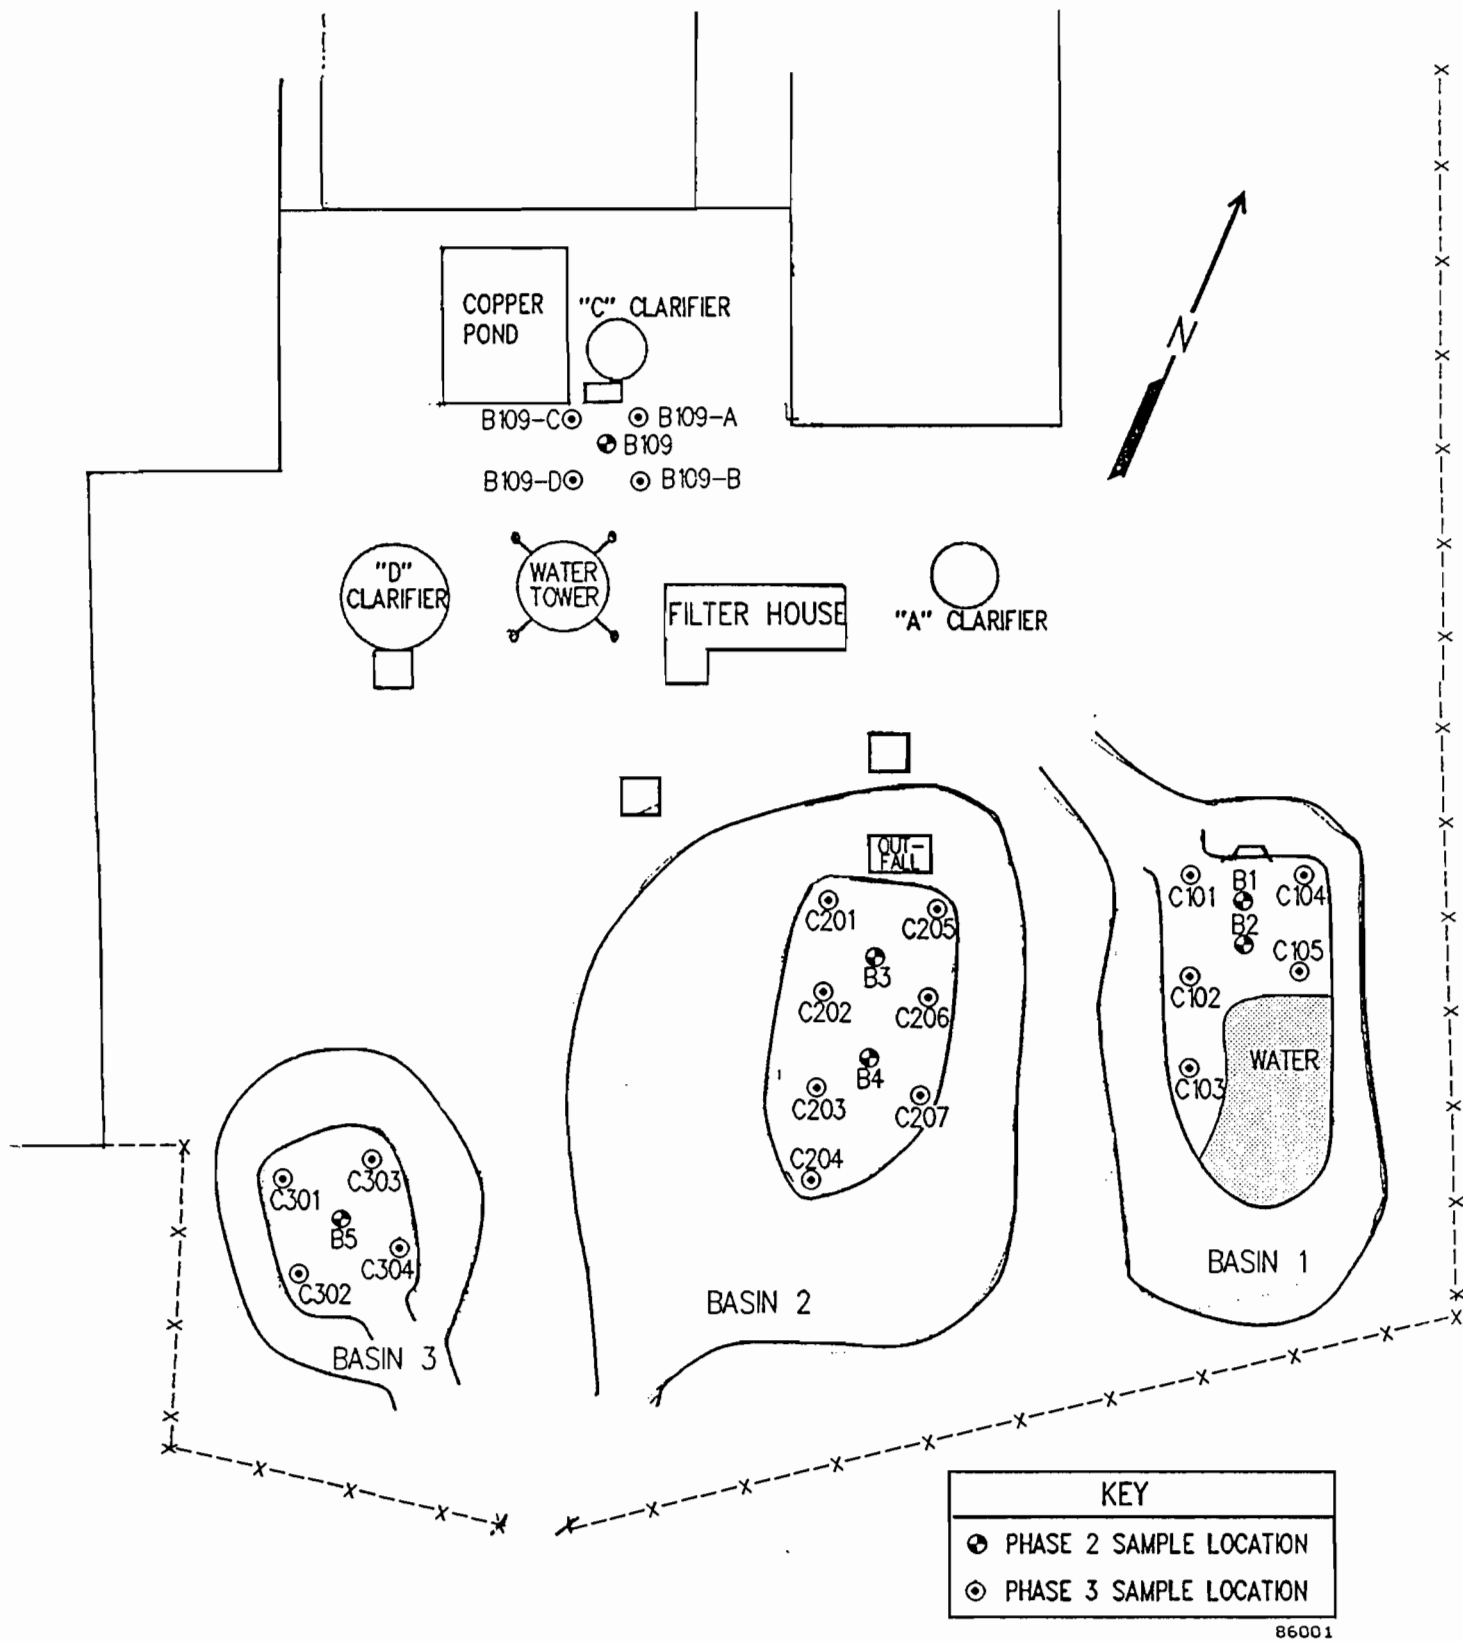 COPPER
POND
"C" CLARIFIER
B109-C
B109-A
B109
B109-D
B109-B
N
"D"
CLARIFIER
WATER
TOWER
FILTER HOUSE
"A" CLARIFIER
OUT-
FALL
C201
C205
B3
C202
C206
B4
C203
C207
C204
C101
B1
C104
B2
C105
C102
WATER
C103
BASIN 1
C301
C303
B5
C302
C304
BASIN 2
BASIN 3
KEY
PHASE 2 SAMPLE LOCATION
PHASE 3 SAMPLE LOCATION
86001